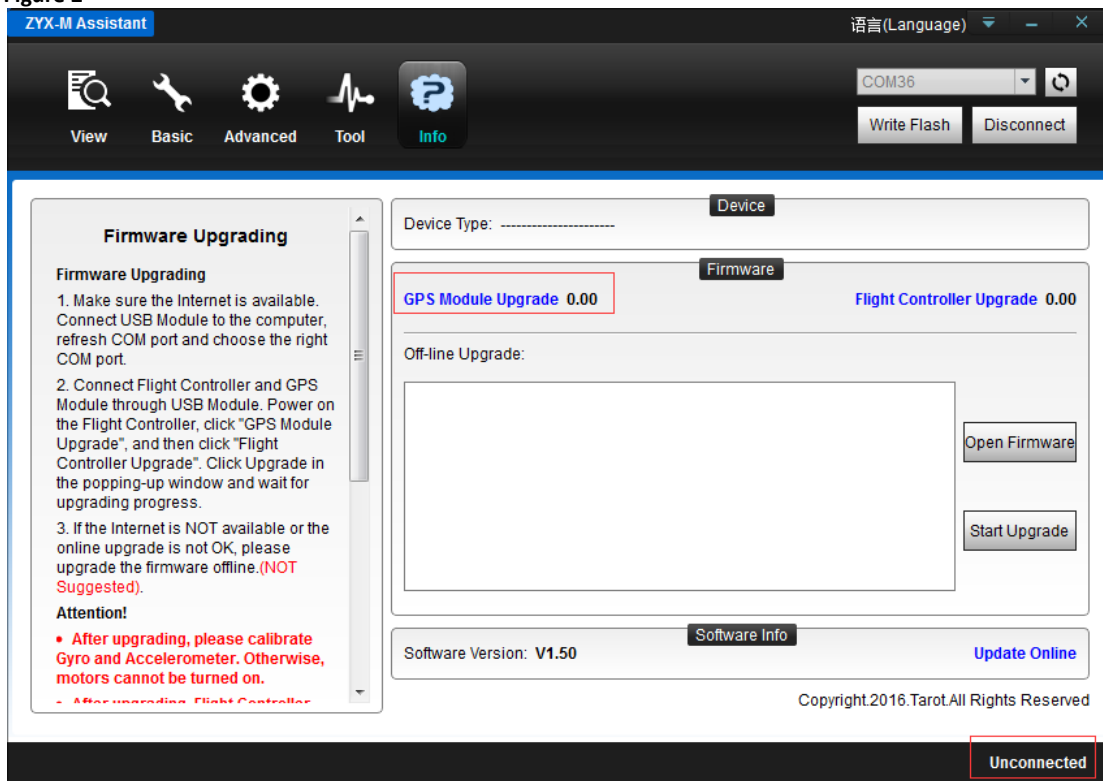 ZYX-M Assistant
语言(Language)
View
Basic
Advanced
Tool
Info
COM36
Write Flash
Disconnect
Firmware Upgrading
Firmware Upgrading
1. Make sure the Internet is available.
Connect USB Module to the computer,
refresh COM port and choose the right
COM port.
2. Connect Flight Controller and GPS
Module through USB Module. Power on
the Flight Controller, click "GPS Module
Upgrade", and then click "Flight
Controller Upgrade". Click Upgrade in
the popping-up window and wait for
upgrading progress.
3. If the Internet is NOT available or the
online upgrade is not OK, please
upgrade the firmware offline.(NOT
Suggested).
Attention!
• After upgrading, please calibrate
Gyro and Accelerometer. Otherwise,
motors cannot be turned on.
• After upgrading, Flight Controller
Device
Device Type: ----------------------
Firmware
GPS Module Upgrade 0.00
Flight Controller Upgrade 0.00
Off-line Upgrade:
Open Firmware
Start Upgrade
Software Info
Software Version: V1.50
Update Online
Copyright.2016.Tarot.All Rights Reserved
Unconnected